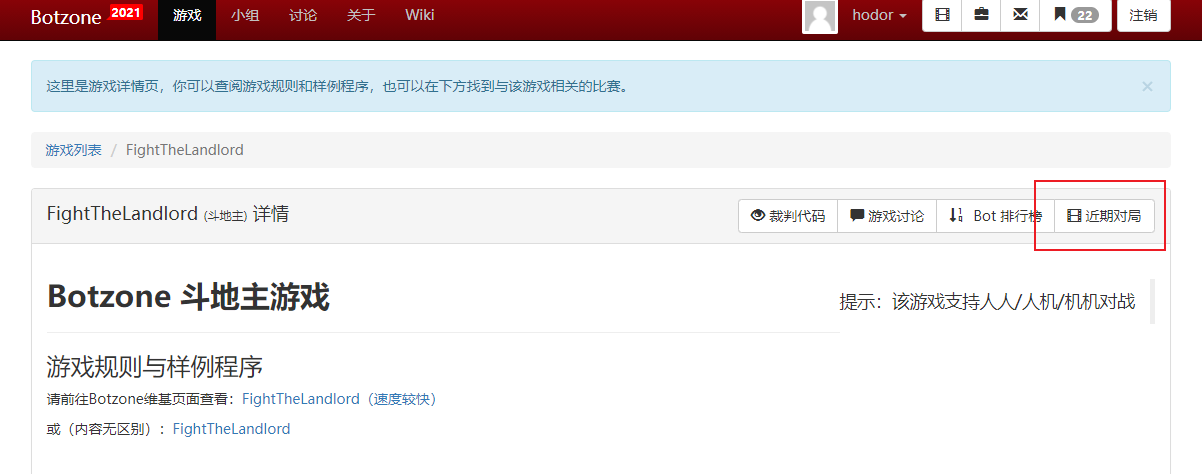 Botzone 2021 游戏 小组 讨论 关于 Wiki hodor 22 注销
这里是游戏详情页，你可以查阅游戏规则和样例程序，也可以在下方找到与该游戏相关的比赛。 ×
游戏列表 / FightTheLandlord
FightTheLandlord (斗地主) 详情 裁判代码 游戏讨论 Bot 排行榜 近期对局
Botzone 斗地主游戏
提示：该游戏支持人人/人机/机机对战
游戏规则与样例程序
请前往Botzone维基页面查看：FightTheLandlord（速度较快）
或（内容无区别）：FightTheLandlord